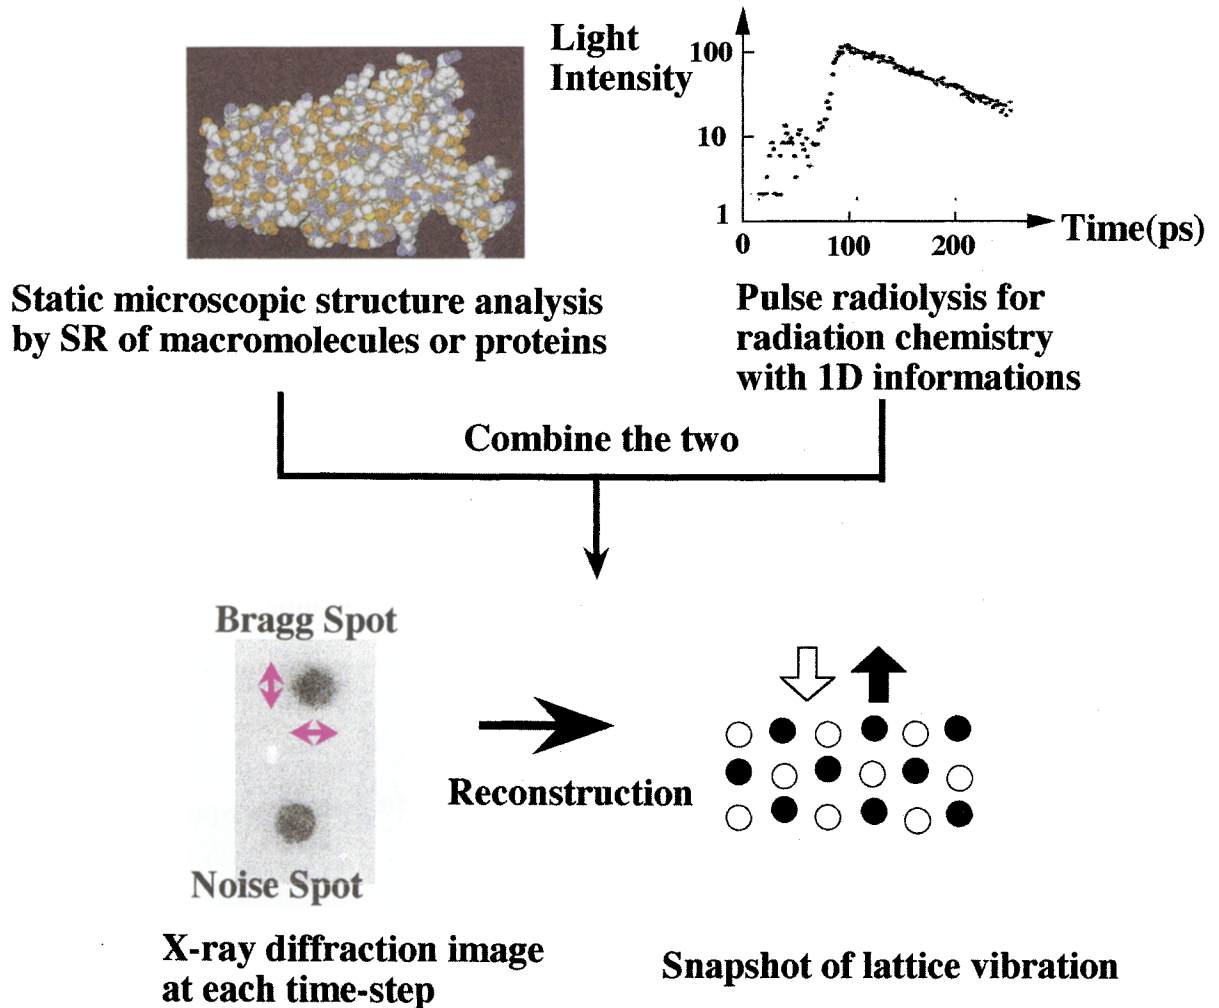 Light
Intensity
100
10
1
0
100
200
Time(ps)
Static microscopic structure analysis
by SR of macromolecules or proteins
Pulse radiolysis for
radiation chemistry
with 1D informations
Combine the two
Bragg Spot
Noise Spot
X-ray diffraction image
at each time-step
Reconstruction
Snapshot of lattice vibration